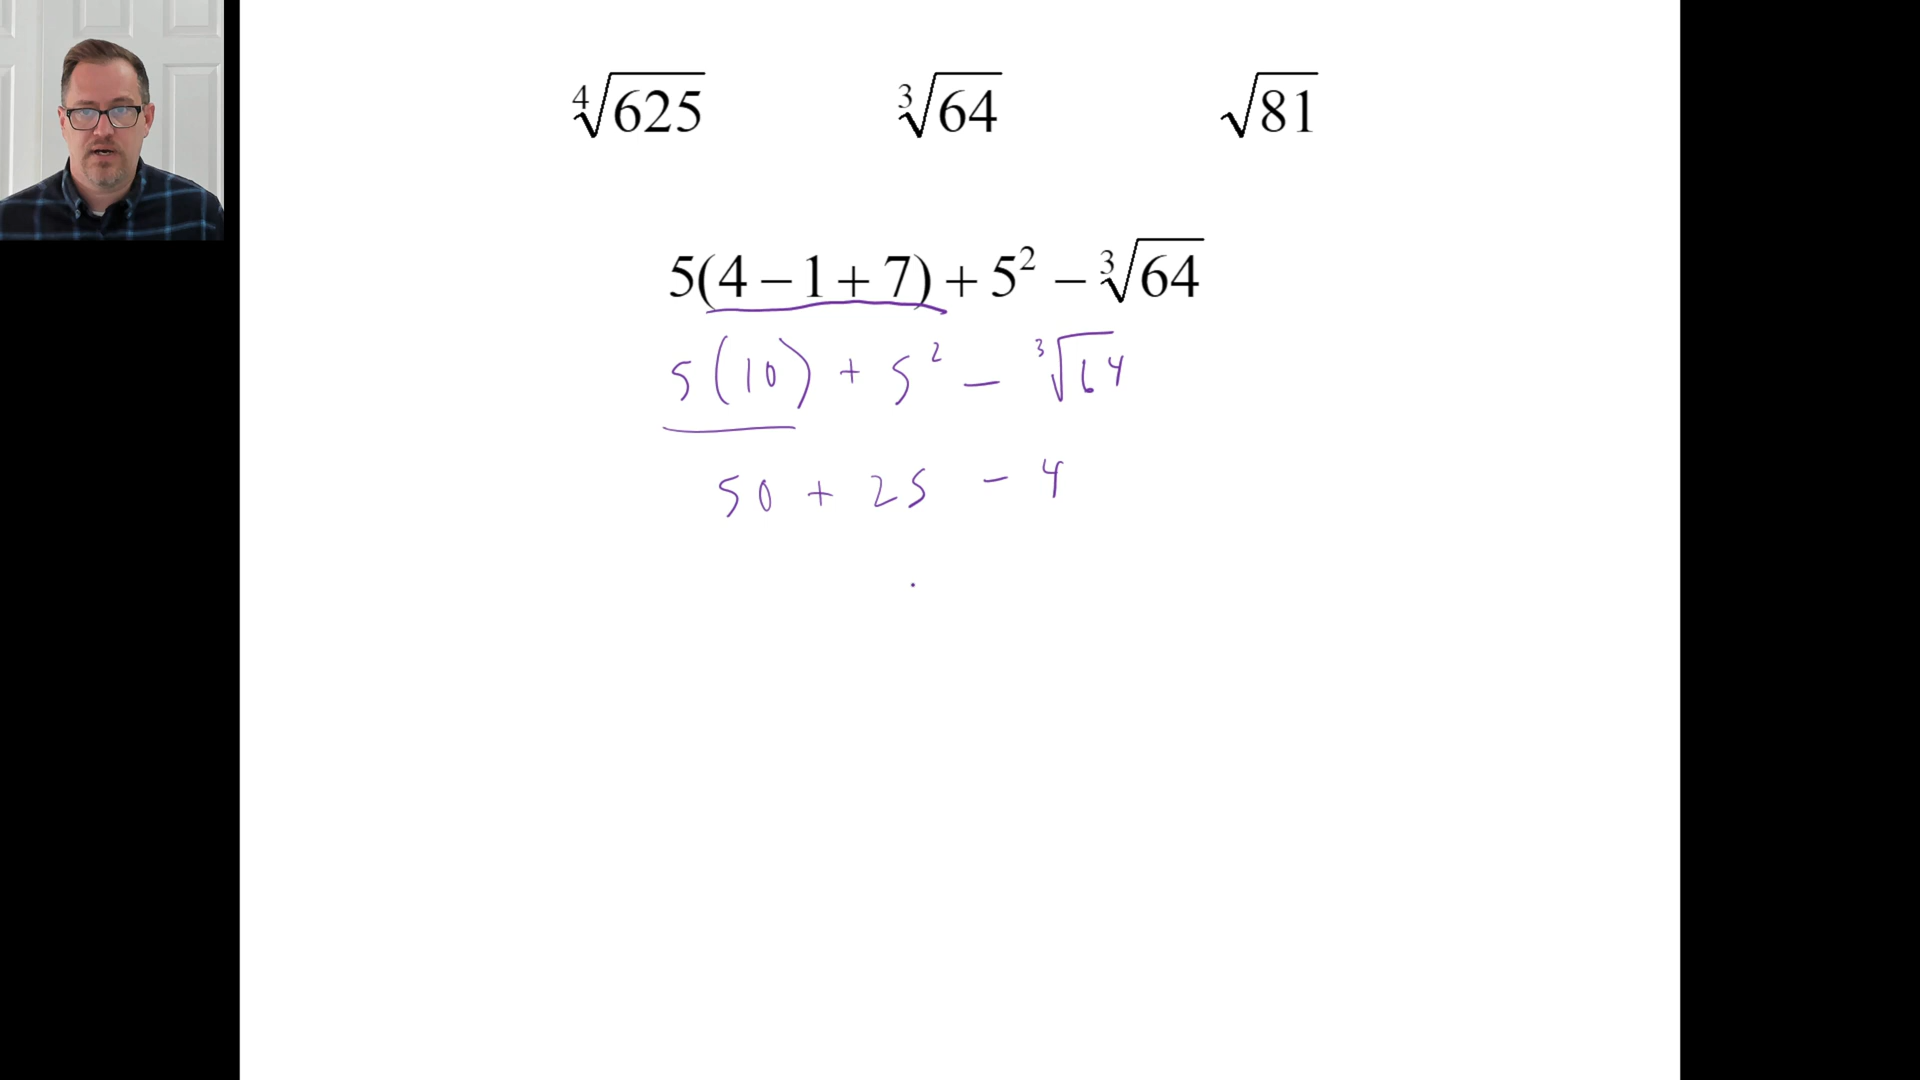 ∜625 ∛64 √81
5(4 − 1 + 7) + 5² − ∛64
5(10) + 5² − ∛64
50 + 25 − 4